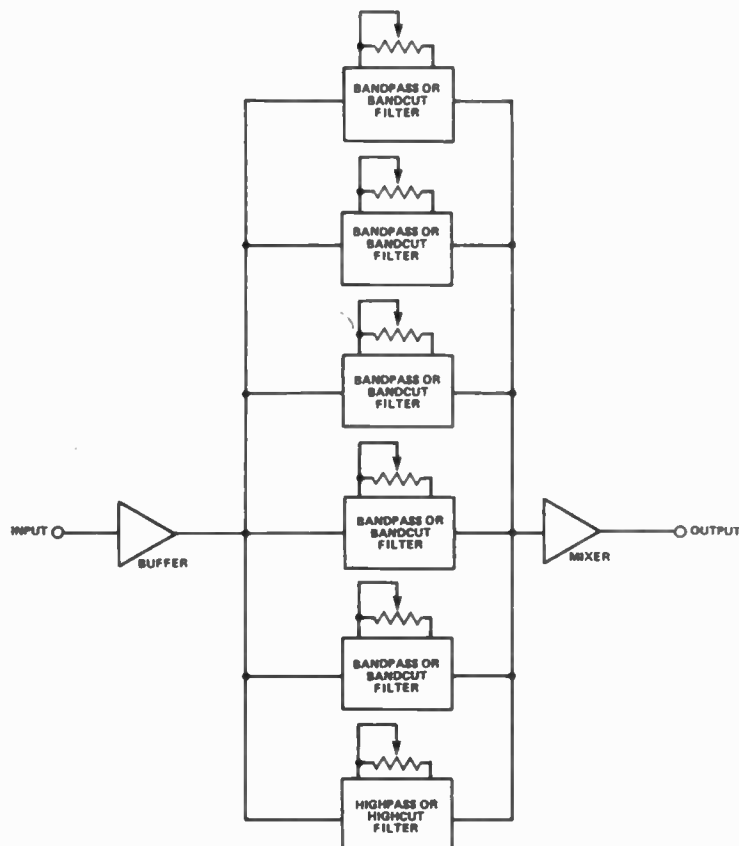 BANDPASS OR
BANDCUT
FILTER
BANDPASS OR
BANDCUT
FILTER
BANDPASS OR
BANDCUT
FILTER
BANDPASS OR
BANDCUT
FILTER
INPUT
BUFFER
MIXER
OUTPUT
BANDPASS OR
BANDCUT
FILTER
HIGHPASS OR
HIGHCUT
FILTER